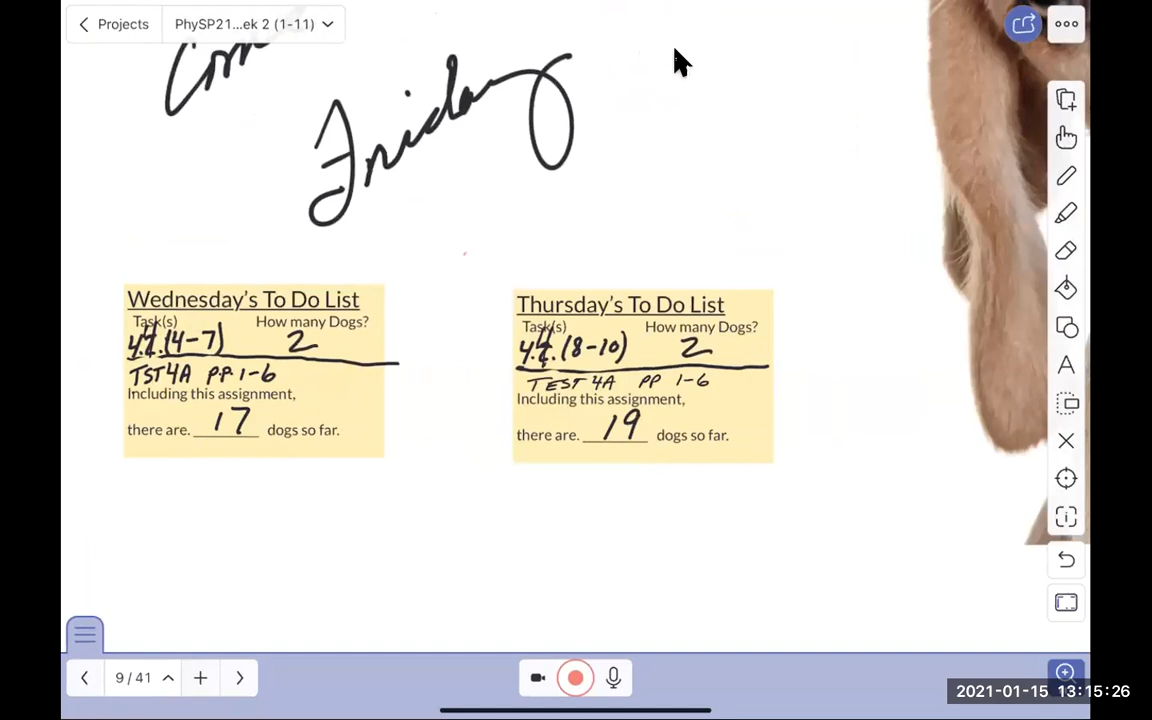 Projects
PhySP21...ek 2 (1-11)
Friday
Wednesday's To Do List
Task(s) How many Dogs?
4.4.(4-7) 2
TST 4A PP. 1-6
Including this assignment,
there are. 17 dogs so far.
Thursday's To Do List
Task(s) How many Dogs?
4.4.(8-10) 2
TEST 4A PP 1-6
Including this assignment,
there are. 19 dogs so far.
A
9 / 41
2021-01-15 13:15:26